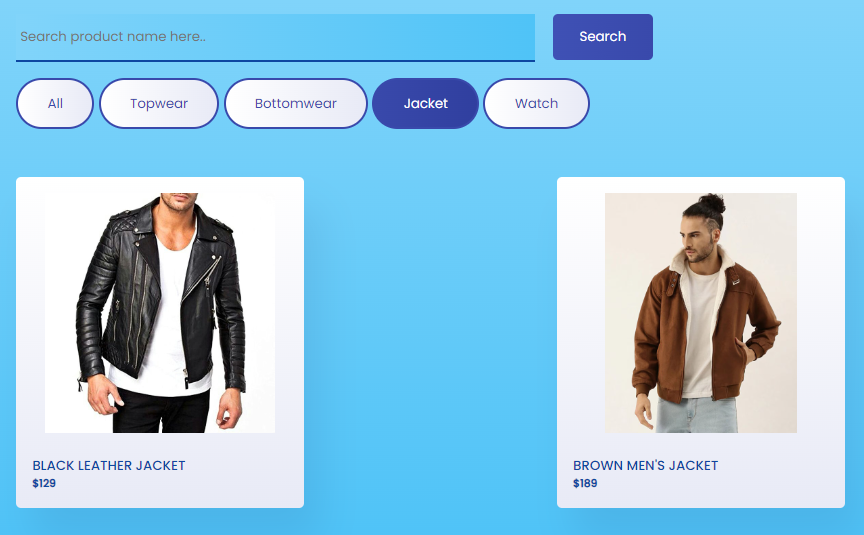 Search product name here..
Search
All
Topwear
Bottomwear
Jacket
Watch
BLACK LEATHER JACKET
$129
BROWN MEN'S JACKET
$189